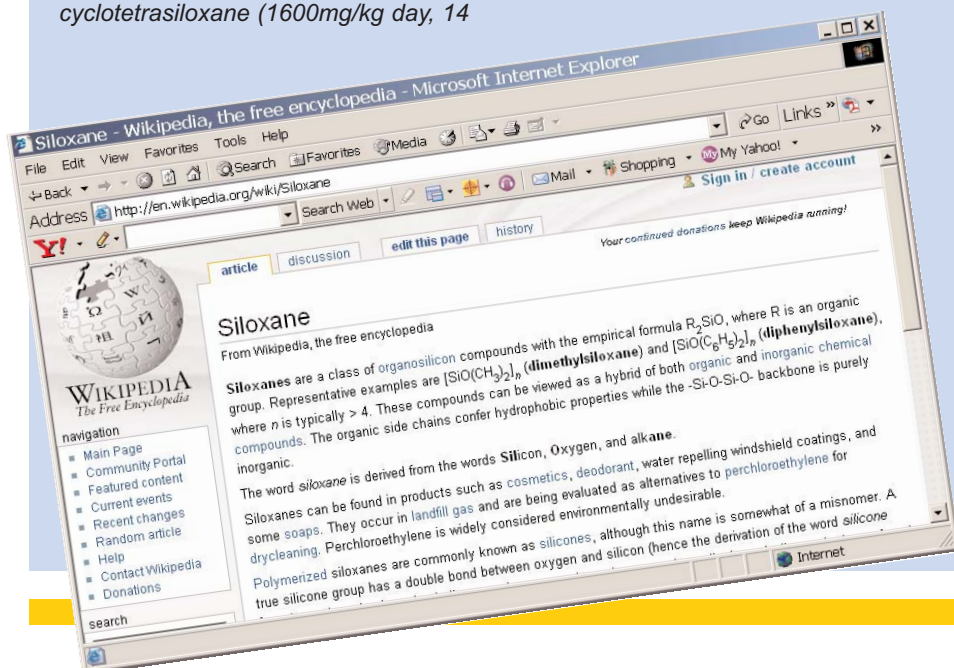 cyclotetrasiloxane (1600mg/kg day, 14
Siloxane - Wikipedia, the free encyclopedia - Microsoft Internet Explorer
File Edit View Favorites Tools Help
Back Search Favorites Media
Address http://en.wikipedia.org/wiki/Siloxane Go Links »
Y! Search Web Mail Shopping My Yahoo! »
Sign in / create account
article discussion edit this page history
Your continued donations keep Wikipedia running!
WIKIPEDIA
The Free Encyclopedia
navigation
Main Page
Community Portal
Featured content
Current events
Recent changes
Random article
Help
Contact Wikipedia
Donations
search
Siloxane
From Wikipedia, the free encyclopedia
Siloxanes are a class of organosilicon compounds with the empirical formula R₂SiO, where R is an organic
group. Representative examples are [SiO(CH₃)₂]ₙ (dimethylsiloxane) and [SiO(C₆H₅)₂]ₙ (diphenylsiloxane),
where n is typically > 4. These compounds can be viewed as a hybrid of both organic and inorganic chemical
compounds. The organic side chains confer hydrophobic properties while the -Si-O-Si-O- backbone is purely
inorganic.
The word siloxane is derived from the words Silicon, Oxygen, and alkane.
Siloxanes can be found in products such as cosmetics, deodorant, water repelling windshield coatings, and
some soaps. They occur in landfill gas and are being evaluated as alternatives to perchloroethylene for
drycleaning. Perchloroethylene is widely considered environmentally undesirable.
Polymerized siloxanes are commonly known as silicones, although this name is somewhat of a misnomer. A
true silicone group has a double bond between oxygen and silicon (hence the derivation of the word silicone
Internet